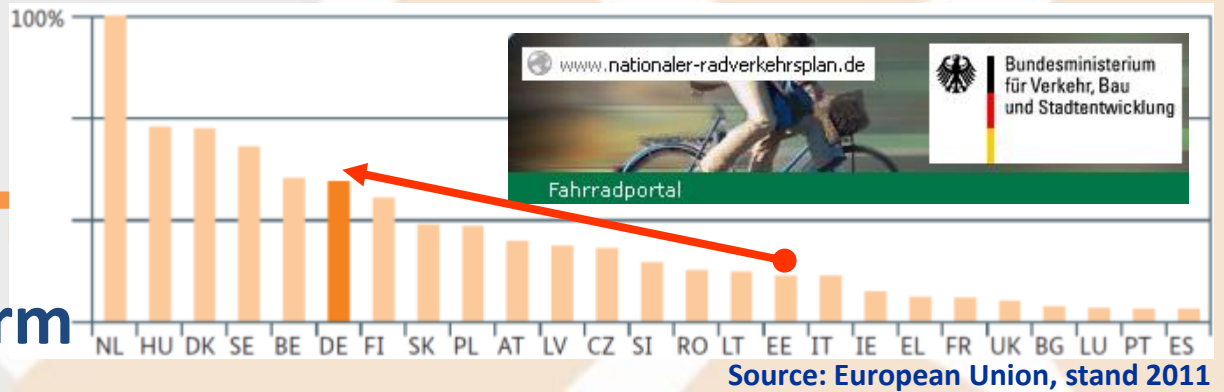 100%
www.nationaler-radverkehrsplan.de
Bundesministerium
für Verkehr, Bau
und Stadtentwicklung
Fahrradportal
rm
NL HU DK SE BE DE FI SK PL AT LV CZ SI RO LT EE IT IE EL FR UK BG LU PT ES
Source: European Union, stand 2011